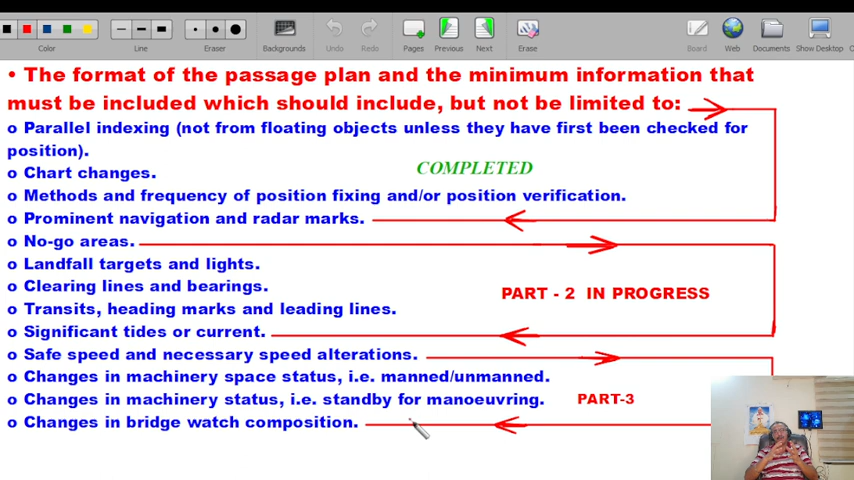 Color
Line
Eraser
Backgrounds
Undo
Redo
Pages
Previous
Next
Erase
Board
Web
Documents
Show Desktop
• The format of the passage plan and the minimum information that
must be included which should include, but not be limited to:
o Parallel indexing (not from floating objects unless they have first been checked for
position).
o Chart changes.
COMPLETED
o Methods and frequency of position fixing and/or position verification.
o Prominent navigation and radar marks.
o No-go areas.
o Landfall targets and lights.
o Clearing lines and bearings.
PART - 2 IN PROGRESS
o Transits, heading marks and leading lines.
o Significant tides or current.
o Safe speed and necessary speed alterations.
o Changes in machinery space status, i.e. manned/unmanned.
o Changes in machinery status, i.e. standby for manoeuvring.
PART-3
o Changes in bridge watch composition.